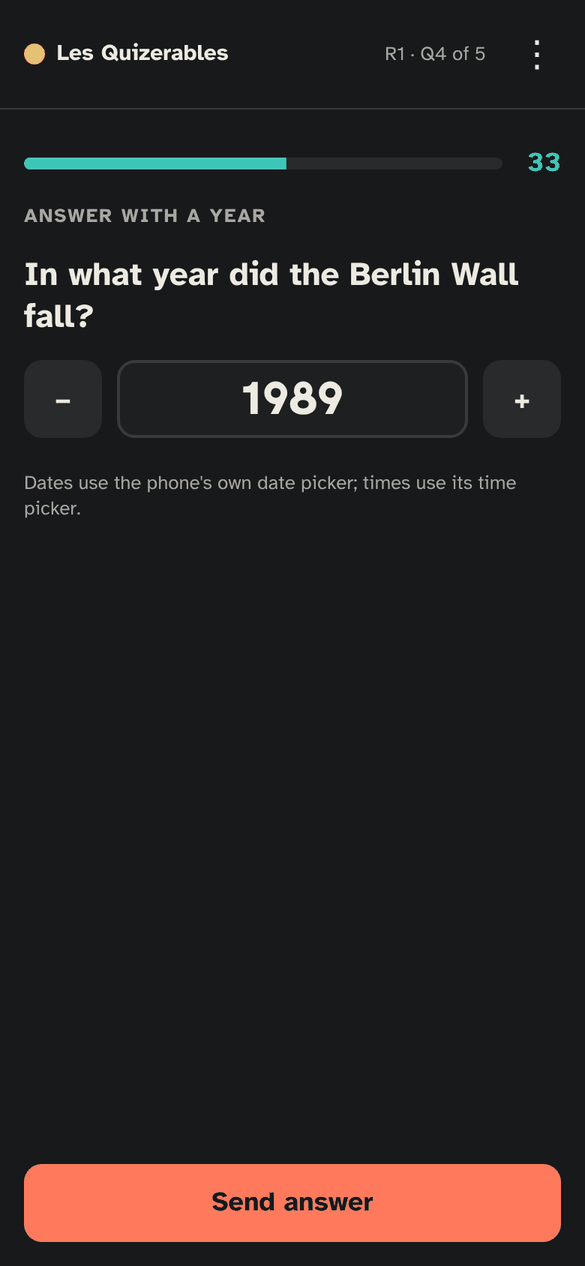 Les Quizerables
R1 · Q4 of 5
33
ANSWER WITH A YEAR
In what year did the Berlin Wall
fall?
–
1989
+
Dates use the phone's own date picker; times use its time
picker.
Send answer